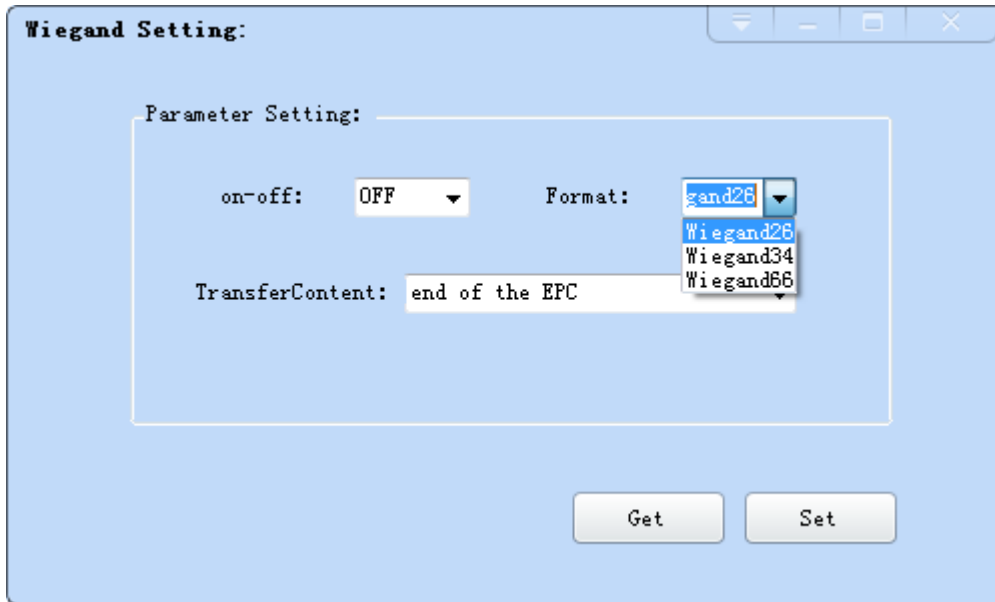 Wiegand Setting:
Parameter Setting:
on-off: OFF Format: gand26
Wiegand26
Wiegand34
Wiegand66
TransferContent: end of the EPC
Get Set